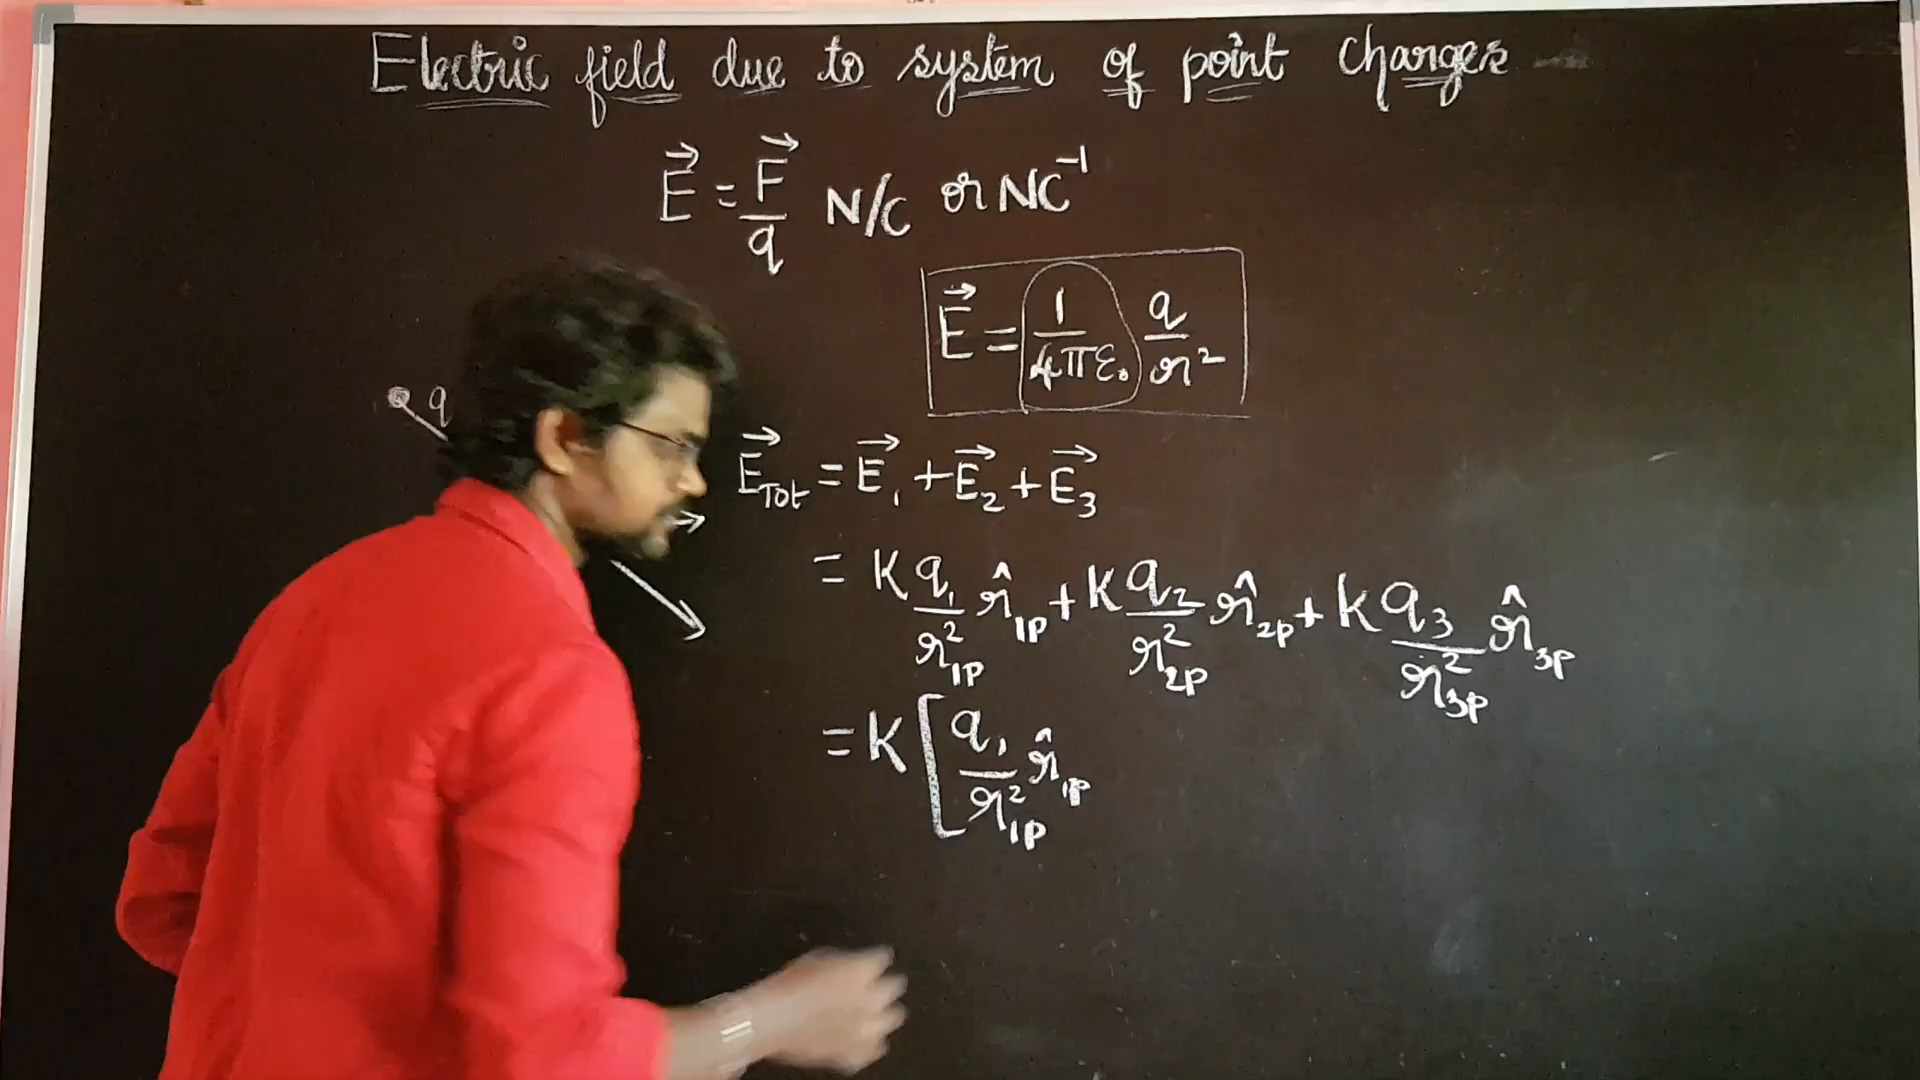 Electric field due to system of point charges
E⃗ = F⃗/q N/C or NC⁻¹
E⃗ = 1/4πε₀ q/r²
q
E⃗Tot = E⃗₁ + E⃗₂ + E⃗₃
= K q₁/r²₁ₚ r̂₁ₚ + K q₂/r²₂ₚ r̂₂ₚ + K q₃/r²₃ₚ r̂₃ₚ
= K [ q₁/r²₁ₚ r̂₁ₚ